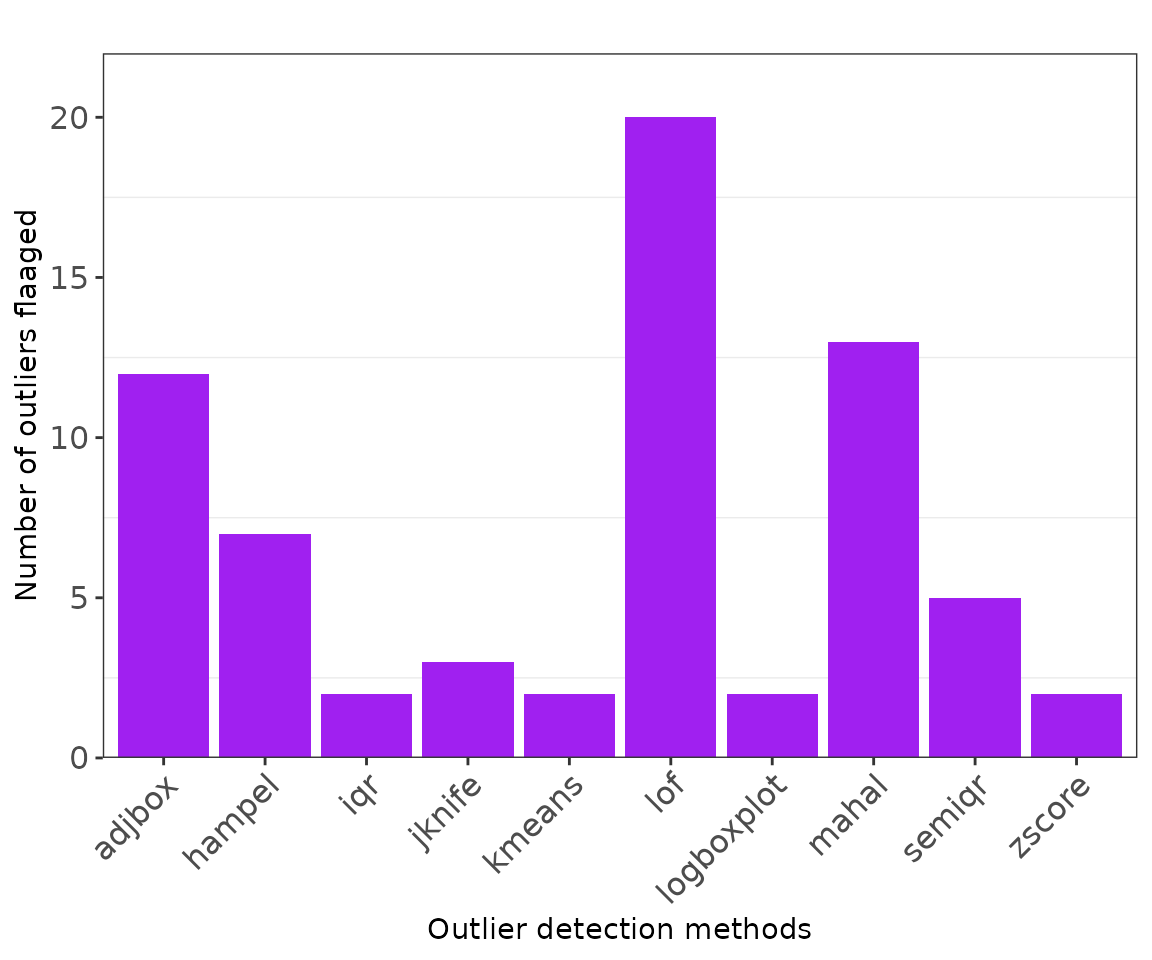 Number of outliers flaaged
20
15
10
5
0
adjbox
hampel
iqr
jknife
kmeans
lof
logboxplot
mahal
semiqr
zscore
Outlier detection methods